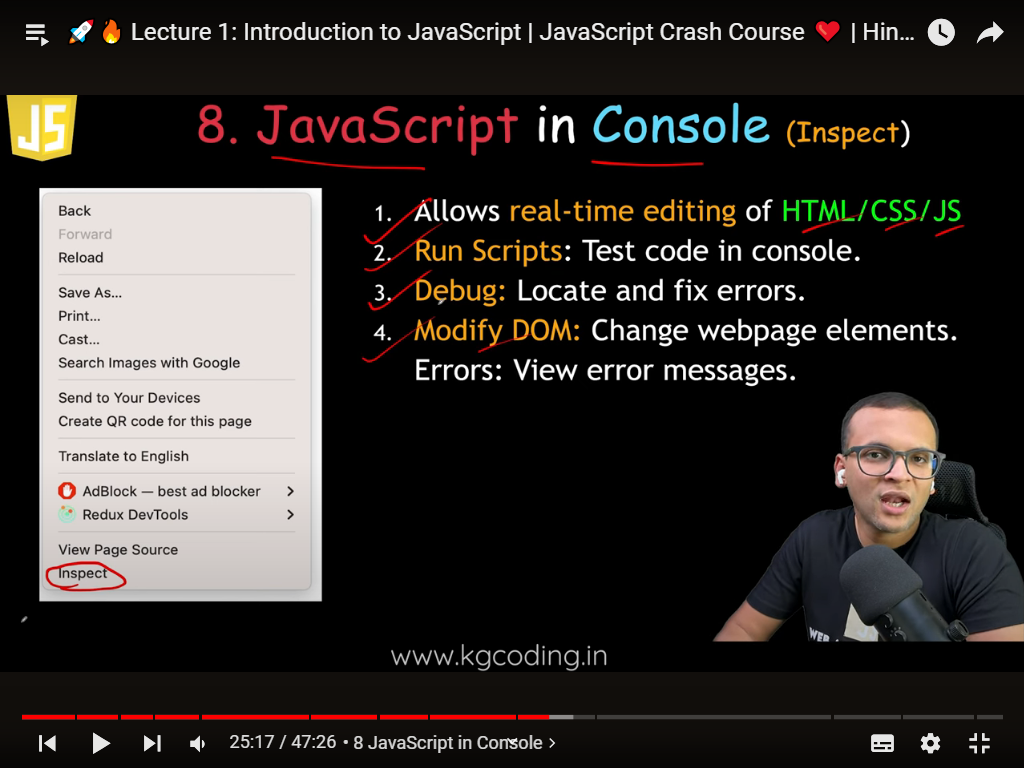 🚀🔥 Lecture 1: Introduction to JavaScript | JavaScript Crash Course ❤️ | Hin...
JS
8. JavaScript in Console (Inspect)
Back
Forward
Reload
Save As...
Print...
Cast...
Search Images with Google
Send to Your Devices
Create QR code for this page
Translate to English
AdBlock — best ad blocker
Redux DevTools
View Page Source
Inspect
1. Allows real-time editing of HTML/CSS/JS
2. Run Scripts: Test code in console.
3. Debug: Locate and fix errors.
4. Modify DOM: Change webpage elements.
Errors: View error messages.
www.kgcoding.in
25:17 / 47:26 • 8 JavaScript in Console